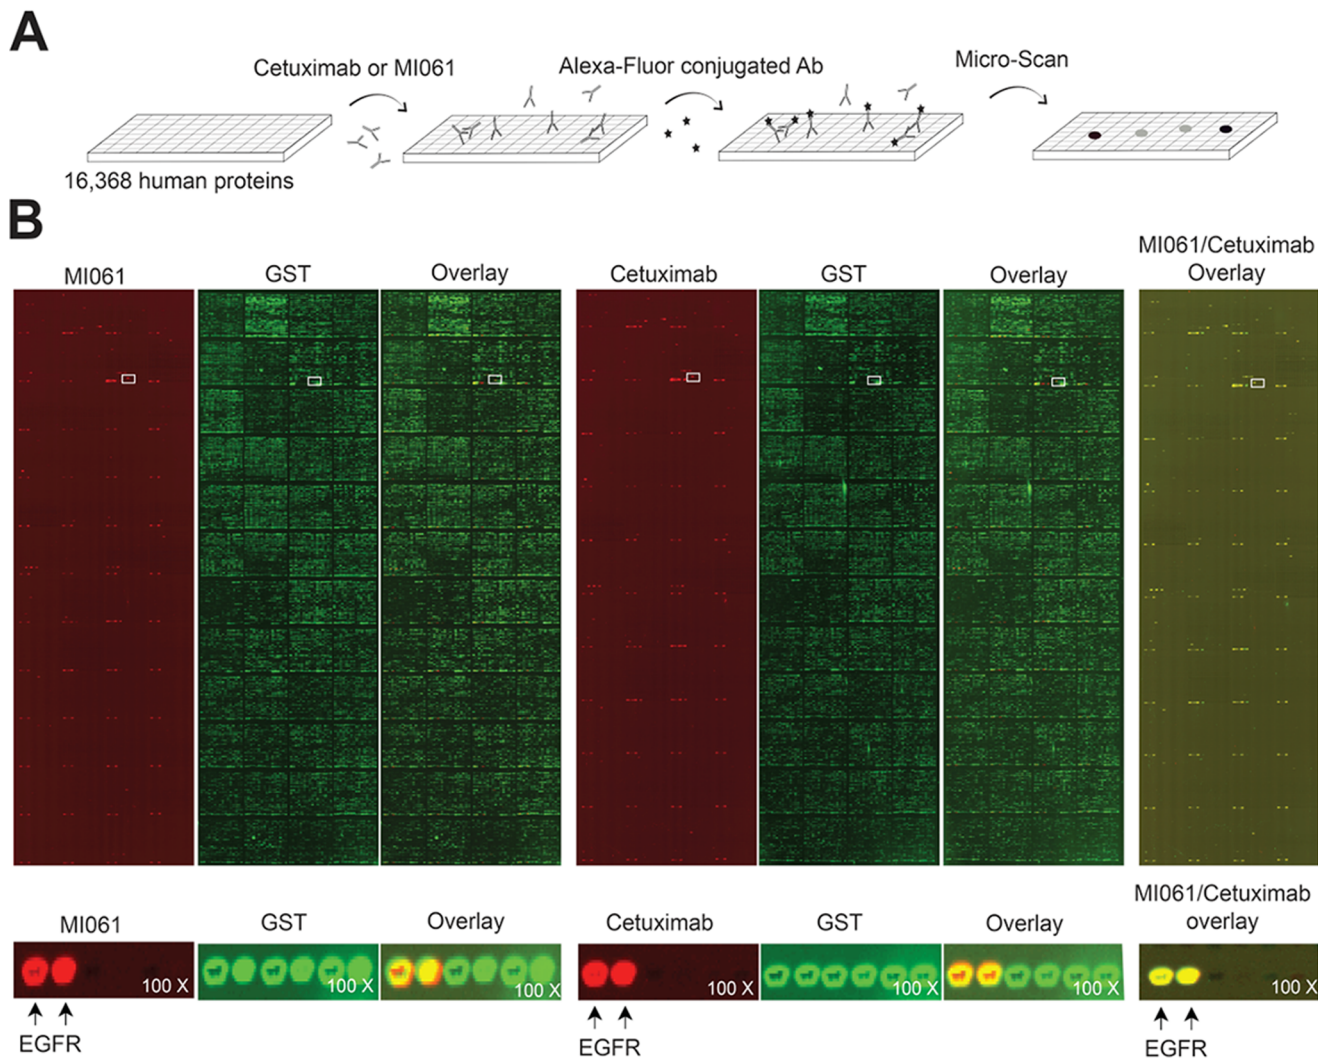 A
Cetuximab or MI061
Alexa-Fluor conjugated Ab
Micro-Scan
16,368 human proteins
B
MI061
GST
Overlay
Cetuximab
GST
Overlay
MI061/Cetuximab
Overlay
MI061
GST
Overlay
Cetuximab
GST
Overlay
MI061/Cetuximab
overlay
100 X
100 X
100 X
100 X
100 X
100 X
100 X
EGFR
EGFR
EGFR